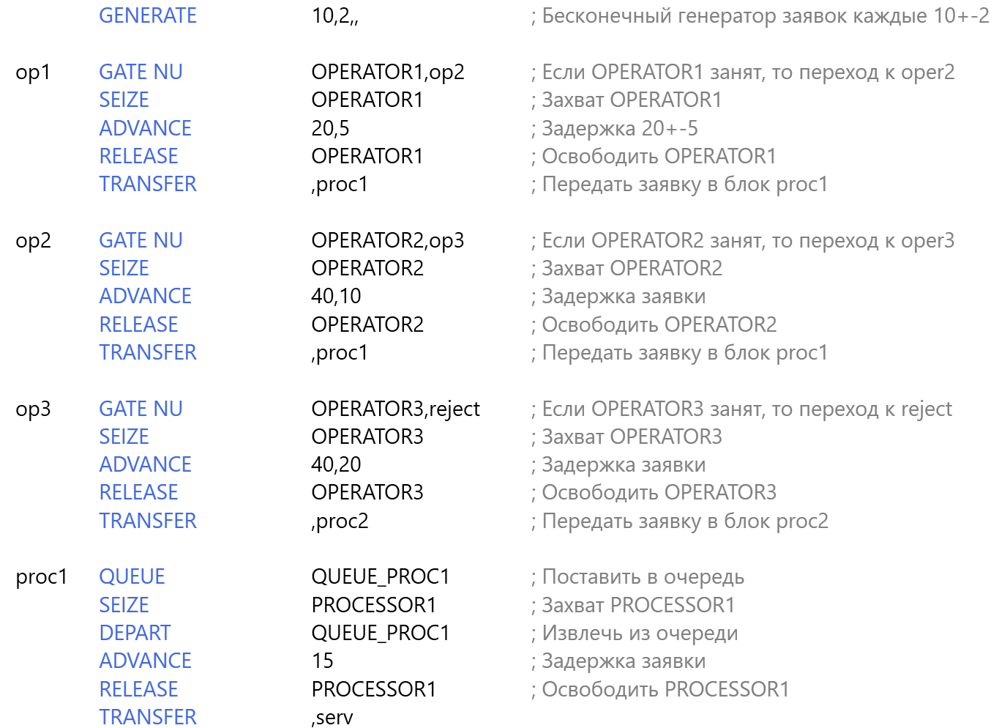 GENERATE 10,2,, ; Бесконечный генератор заявок каждые 10+-2
op1 GATE NU OPERATOR1,op2 ; Если OPERATOR1 занят, то переход к oper2
SEIZE OPERATOR1 ; Захват OPERATOR1
ADVANCE 20,5 ; Задержка 20+-5
RELEASE OPERATOR1 ; Освободить OPERATOR1
TRANSFER ,proc1 ; Передать заявку в блок proc1
op2 GATE NU OPERATOR2,op3 ; Если OPERATOR2 занят, то переход к oper3
SEIZE OPERATOR2 ; Захват OPERATOR2
ADVANCE 40,10 ; Задержка заявки
RELEASE OPERATOR2 ; Освободить OPERATOR2
TRANSFER ,proc1 ; Передать заявку в блок proc1
op3 GATE NU OPERATOR3,reject ; Если OPERATOR3 занят, то переход к reject
SEIZE OPERATOR3 ; Захват OPERATOR3
ADVANCE 40,20 ; Задержка заявки
RELEASE OPERATOR3 ; Освободить OPERATOR3
TRANSFER ,proc2 ; Передать заявку в блок proc2
proc1 QUEUE QUEUE_PROC1 ; Поставить в очередь
SEIZE PROCESSOR1 ; Захват PROCESSOR1
DEPART QUEUE_PROC1 ; Извлечь из очереди
ADVANCE 15 ; Задержка заявки
RELEASE PROCESSOR1 ; Освободить PROCESSOR1
TRANSFER ,serv